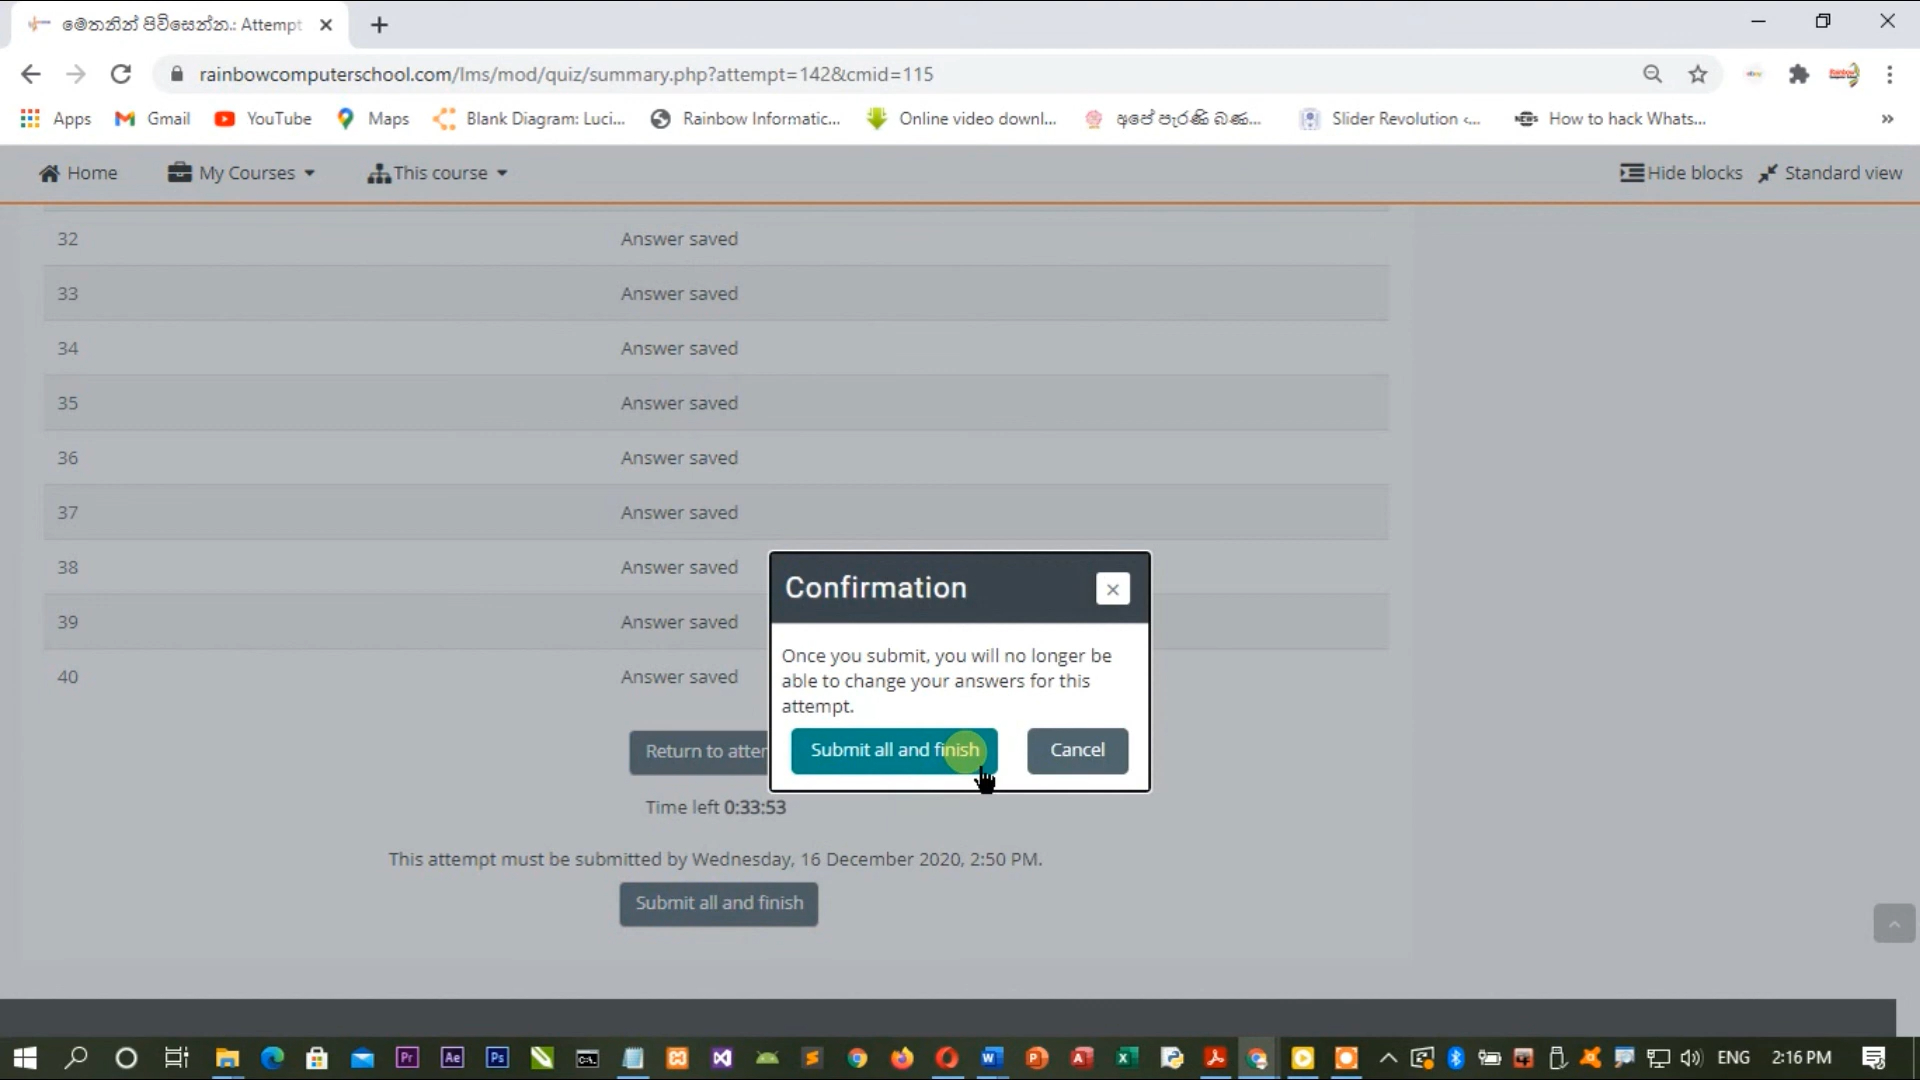 මෙතනින් පිවිසෙන්න.: Attempt
rainbowcomputerschool.com/lms/mod/quiz/summary.php?attempt=142&cmid=115
Apps Gmail YouTube Maps Blank Diagram: Luci... Rainbow Informatic... Online video downl... අපේ පැරණි බණ... Slider Revolution <... How to hack Whats... »
Home My Courses This course Hide blocks Standard view
32 Answer saved
33 Answer saved
34 Answer saved
35 Answer saved
36 Answer saved
37 Answer saved
38 Answer saved
39 Answer saved
40 Answer saved
Confirmation
Once you submit, you will no longer be
able to change your answers for this
attempt.
Submit all and finish Cancel
Return to atter
Time left 0:33:53
This attempt must be submitted by Wednesday, 16 December 2020, 2:50 PM.
Submit all and finish
Pr Ae Ps ENG 2:16 PM